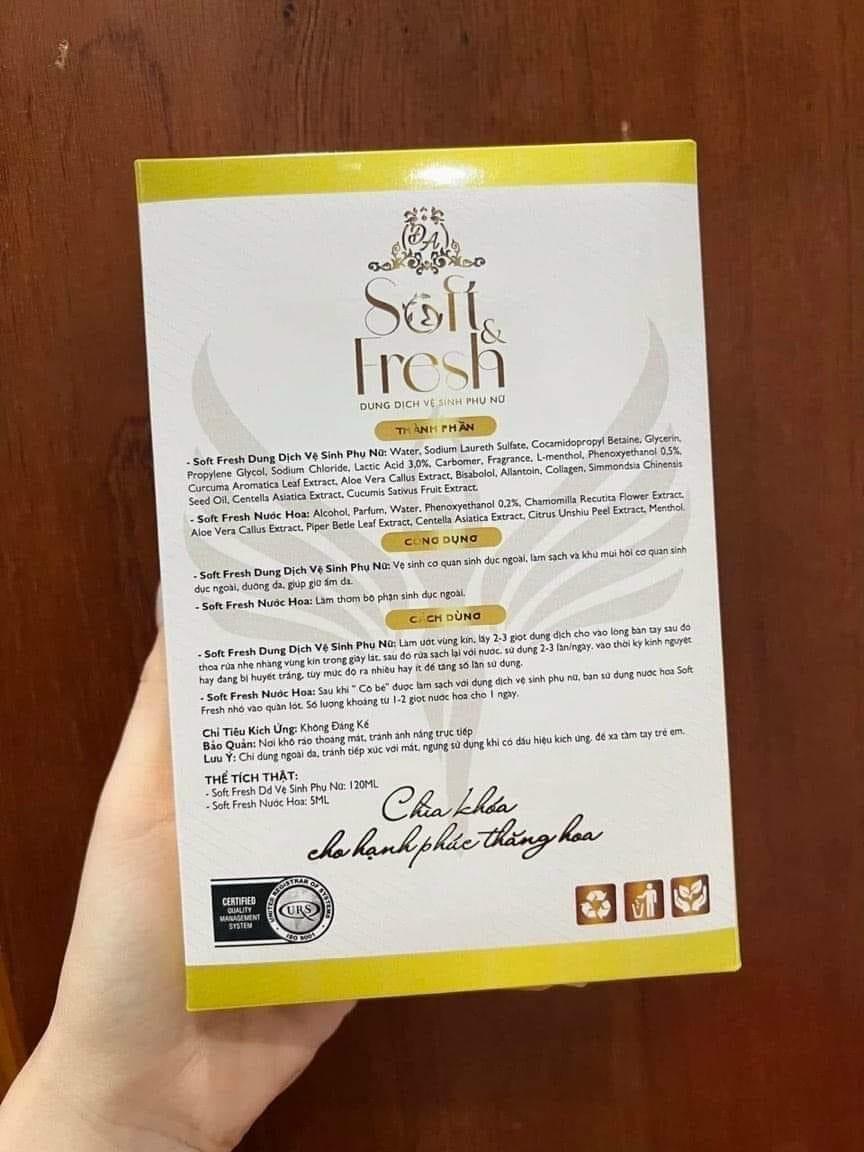 ĐA
Soft
&
Fresh
DUNG DỊCH VỆ SINH PHỤ NỮ
THÀNH PHẦN
- Soft Fresh Dung Dịch Vệ Sinh Phụ Nữ: Water, Sodium Laureth Sulfate, Cocamidopropyl Betaine, Glycerin,
Propylene Glycol, Sodium Chloride, Lactic Acid 3,0%, Carbomer, Fragrance, L-menthol, Phenoxyethanol 0,5%,
Curcuma Aromatica Leaf Extract, Aloe Vera Callus Extract, Bisabolol, Allantoin, Collagen, Simmondsia Chinensis
Seed Oil, Centella Asiatica Extract, Cucumis Sativus Fruit Extract.
- Soft Fresh Nước Hoa: Alcohol, Parfum, Water, Phenoxyethanol 0,2%, Chamomilla Recutita Flower Extract,
Aloe Vera Callus Extract, Piper Betle Leaf Extract, Centella Asiatica Extract, Citrus Unshiu Peel Extract, Menthol.
CÔNG DỤNG
- Soft Fresh Dung Dịch Vệ Sinh Phụ Nữ: Vệ sinh cơ quan sinh dục ngoài, làm sạch và khử mùi hôi cơ quan sinh
dục ngoài, dưỡng da, giúp giữ ẩm da.
- Soft Fresh Nước Hoa: Làm thơm bộ phận sinh dục ngoài.
CÁCH DÙNG
- Soft Fresh Dung Dịch Vệ Sinh Phụ Nữ: Làm ướt vùng kín, lấy 2-3 giọt dung dịch cho vào lòng bàn tay sau đó
thoa rửa nhẹ nhàng vùng kín trong giây lát, sau đó rửa sạch lại với nước, sử dụng 2-3 lần/ngày. vào thời kỳ kinh nguyệt
hay đang bị huyết trắng, tùy mức độ ra nhiều hay ít để tăng số lần sử dụng.
- Soft Fresh Nước Hoa: Sau khi " Cô bé" được làm sạch với dung dịch vệ sinh phụ nữ, bạn sử dụng nước hoa Soft
Fresh nhỏ vào quần lót. Số lượng khoảng từ 1-2 giọt nước hoa cho 1 ngày.
Chỉ Tiêu Kích Ứng: Không Đáng Kể
Bảo Quản: Nơi khô ráo thoáng mát, tránh ánh nắng trực tiếp
Lưu Ý: Chỉ dùng ngoài da, tránh tiếp xúc với mắt, ngưng sử dụng khi có dấu hiệu kích ứng, để xa tầm tay trẻ em.
THỂ TÍCH THẬT:
- Soft Fresh Dd Vệ Sinh Phụ Nữ: 120ML
- Soft Fresh Nước Hoa: 5ML
Chìa khóa
cho hạnh phúc thăng hoa
CERTIFIED
QUALITY
MANAGEMENT
SYSTEM
UNITED REGISTRAR OF SYSTEMS
URS
ISO 9001